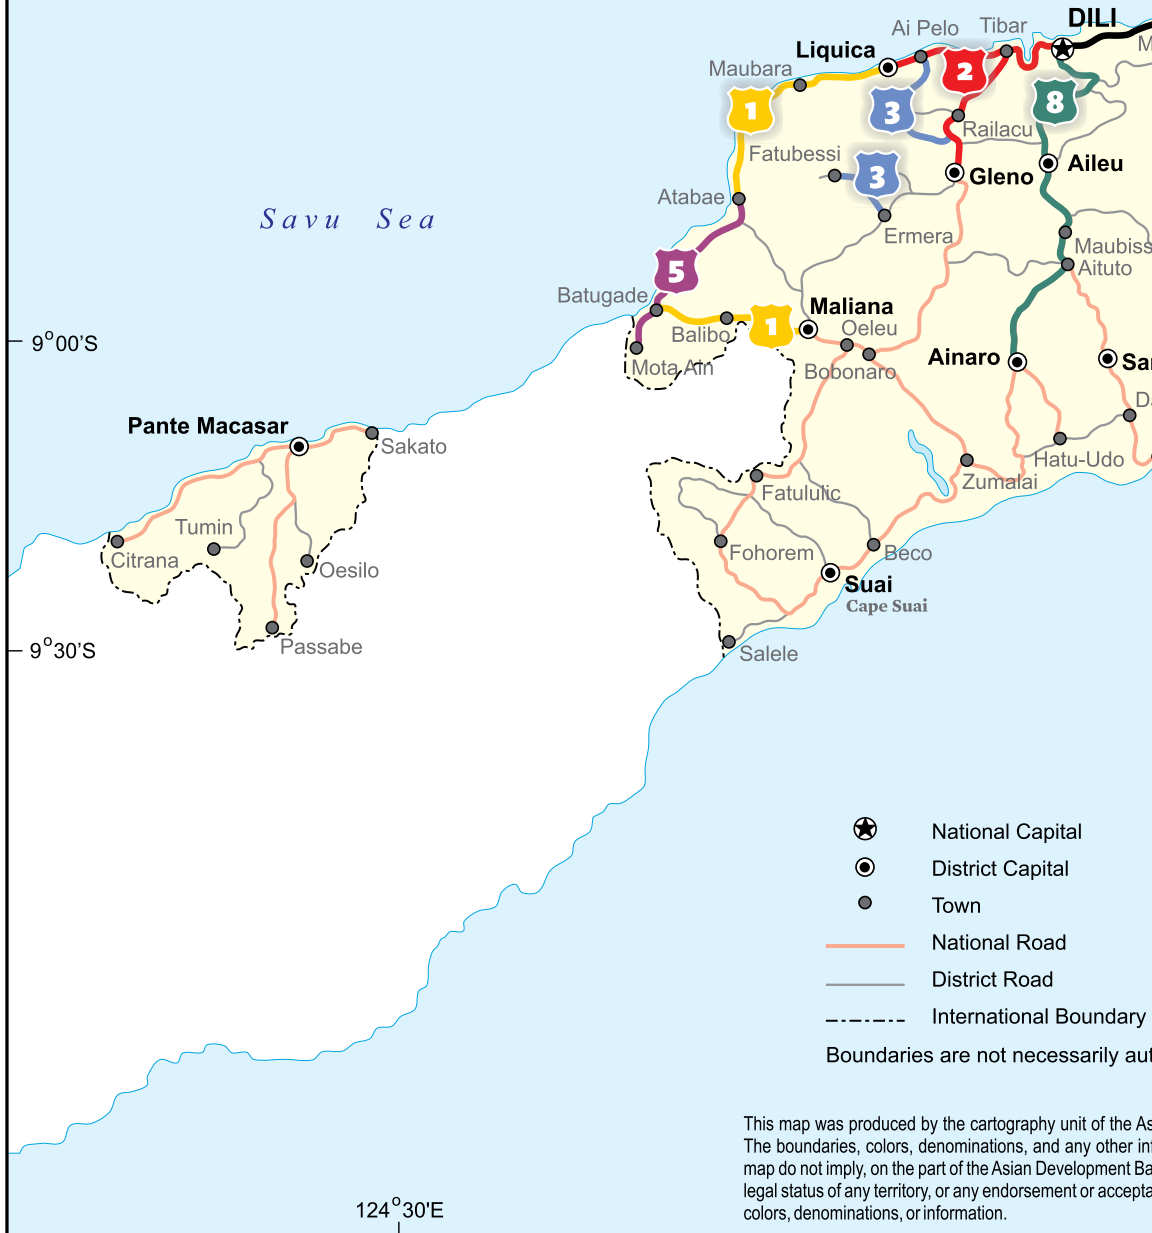 DILI
Tibar
Ai Pelo
M
Liquica
Maubara
2
1
3
8
Railacu
Fatubessi
Aileu
Gleno
3
Atabae
Savu Sea
Ermera
Maubiss
Aituto
5
Batugade
Maliana
1
Oeleu
Balibo
9°00'S
Ainaro
San
Mota Ain
Bobonaro
Da
Pante Macasar
Sakato
Hatu-Udo
Zumalai
Fatululic
Tumin
Citrana
Oesilo
Fohorem
Beco
Suai
Cape Suai
Passabe
9°30'S
Salele
National Capital
District Capital
Town
National Road
District Road
International Boundary
Boundaries are not necessarily aut
This map was produced by the cartography unit of the As
The boundaries, colors, denominations, and any other inf
map do not imply, on the part of the Asian Development Ba
legal status of any territory, or any endorsement or accepta
colors, denominations, or information.
124°30'E